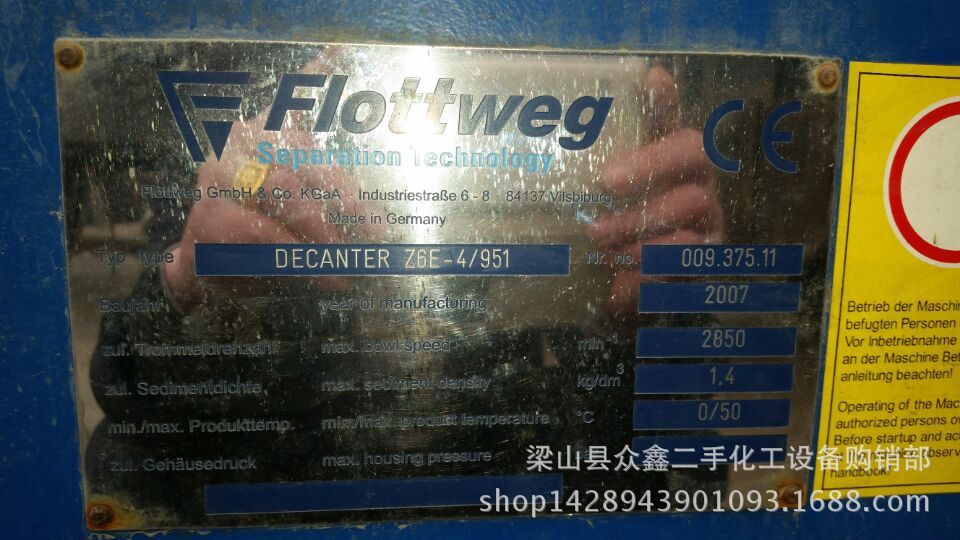 Flottweg
Separation Technology
CE
Flottweg GmbH & Co. KGaA - Industriestraße 6 - 8 - 84137 Vilsbiburg
Made in Germany
Typ type DECANTER Z6E-4/951 Nr. no. 009.375.11
Baujahr year of manufacturing 2007
zul. Trommeldrehzahl max. bowl speed min 2850
zul. Sedimentdichte max. sediment density kg/dm³ 1,4
min./max. Produkttemp. min./max. product temperature °C 0/50
zul. Gehäusedruck max. housing pressure
Betrieb der Maschin
befugten Personen
Vor Inbetriebnahme
an der Maschine Bet
anleitung beachten!
Operating of the Mac
authorized persons o
Before startup and act
observ
handbook!
梁山县众鑫二手化工设备购销部
shop1428943901093.1688.com